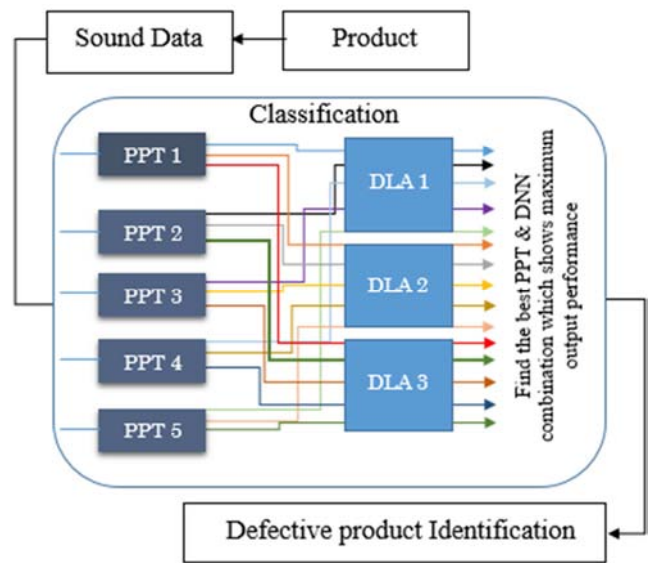 Sound Data
Product
Classification
PPT 1
PPT 2
PPT 3
PPT 4
PPT 5
DLA 1
DLA 2
DLA 3
Find the best PPT & DNN
combination which shows maximum
output performance
Defective product Identification